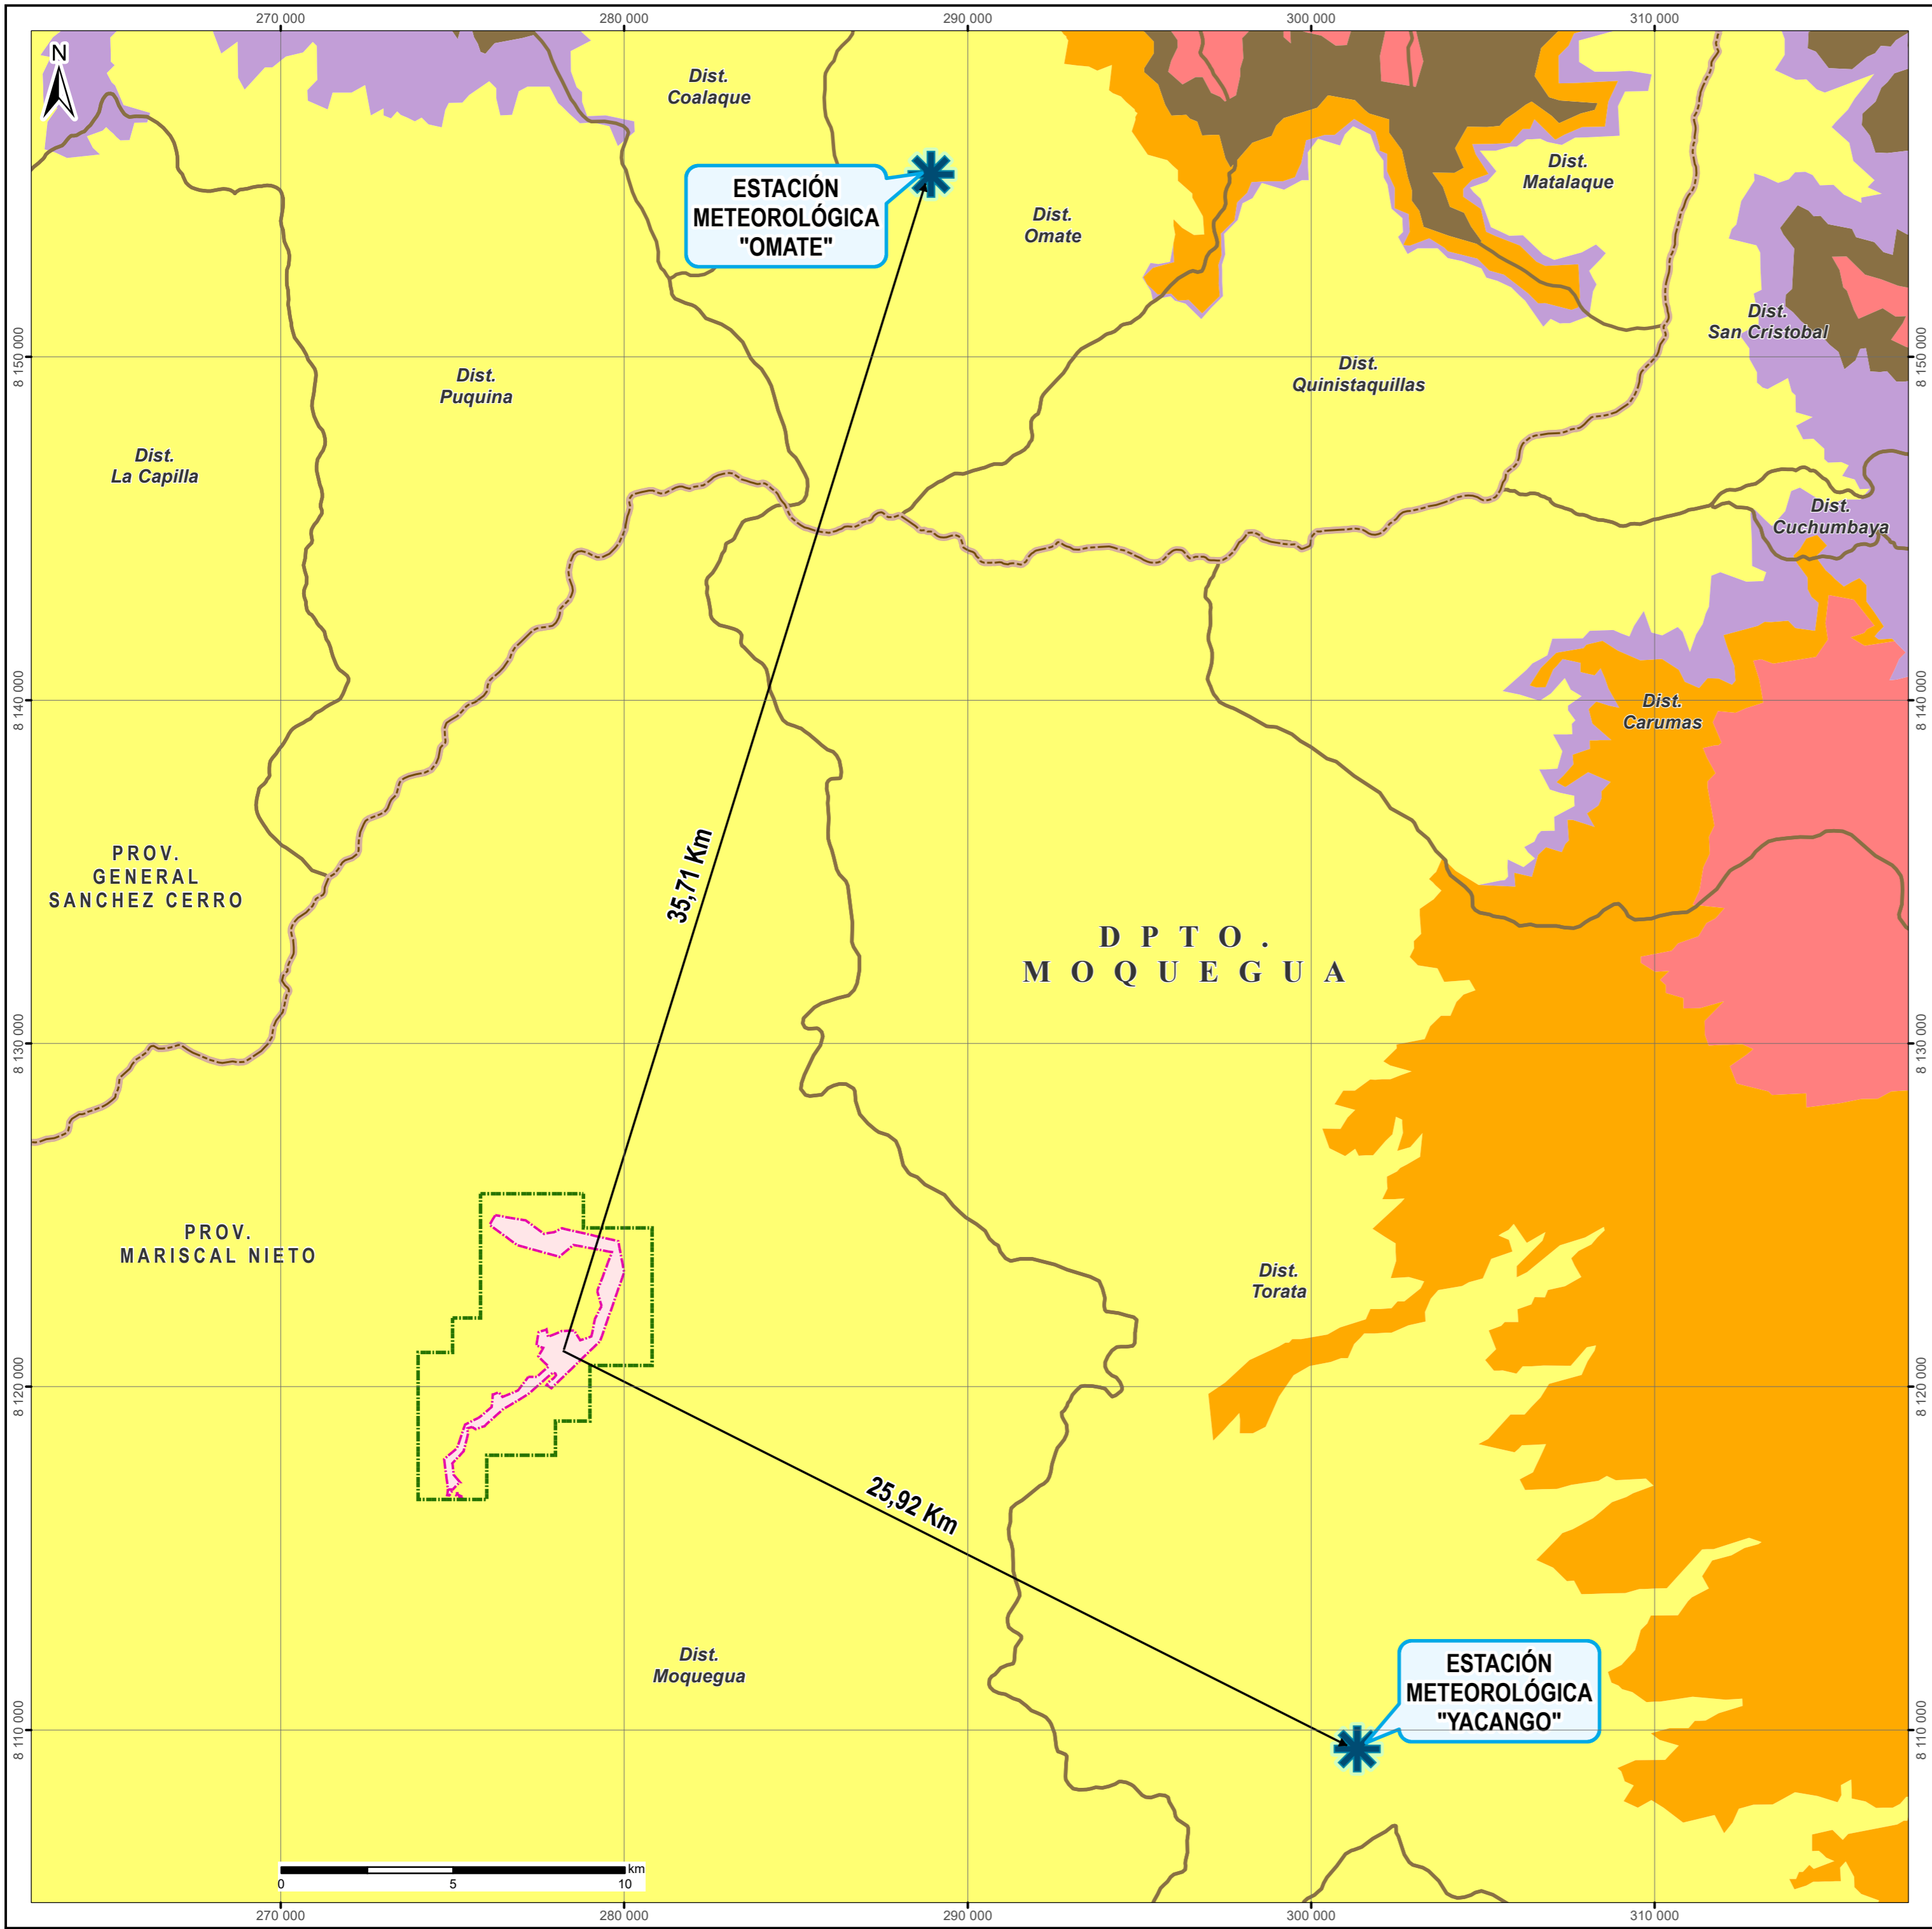 270 000
280 000
290 000
300 000
310 000
N
Dist.
Coalaque
Dist.
Matalaque
ESTACIÓN
METEOROLÓGICA
"OMATE"
Dist.
Omate
Dist.
San Cristobal
8 150 000
8 150 000
Dist.
Puquina
Dist.
Quinistaquillas
Dist.
La Capilla
Dist.
Cuchumbaya
8 140 000
8 140 000
Dist.
Carumas
PROV.
GENERAL
SANCHEZ CERRO
35,71 Km
DPTO.
MOQUEGUA
8 130 000
8 130 000
PROV.
MARISCAL NIETO
Dist.
Torata
8 120 000
8 120 000
25,92 Km
Dist.
Moquegua
ESTACIÓN
METEOROLÓGICA
"YACANGO"
8 110 000
8 110 000
km
0
5
10
270 000
280 000
290 000
300 000
310 000